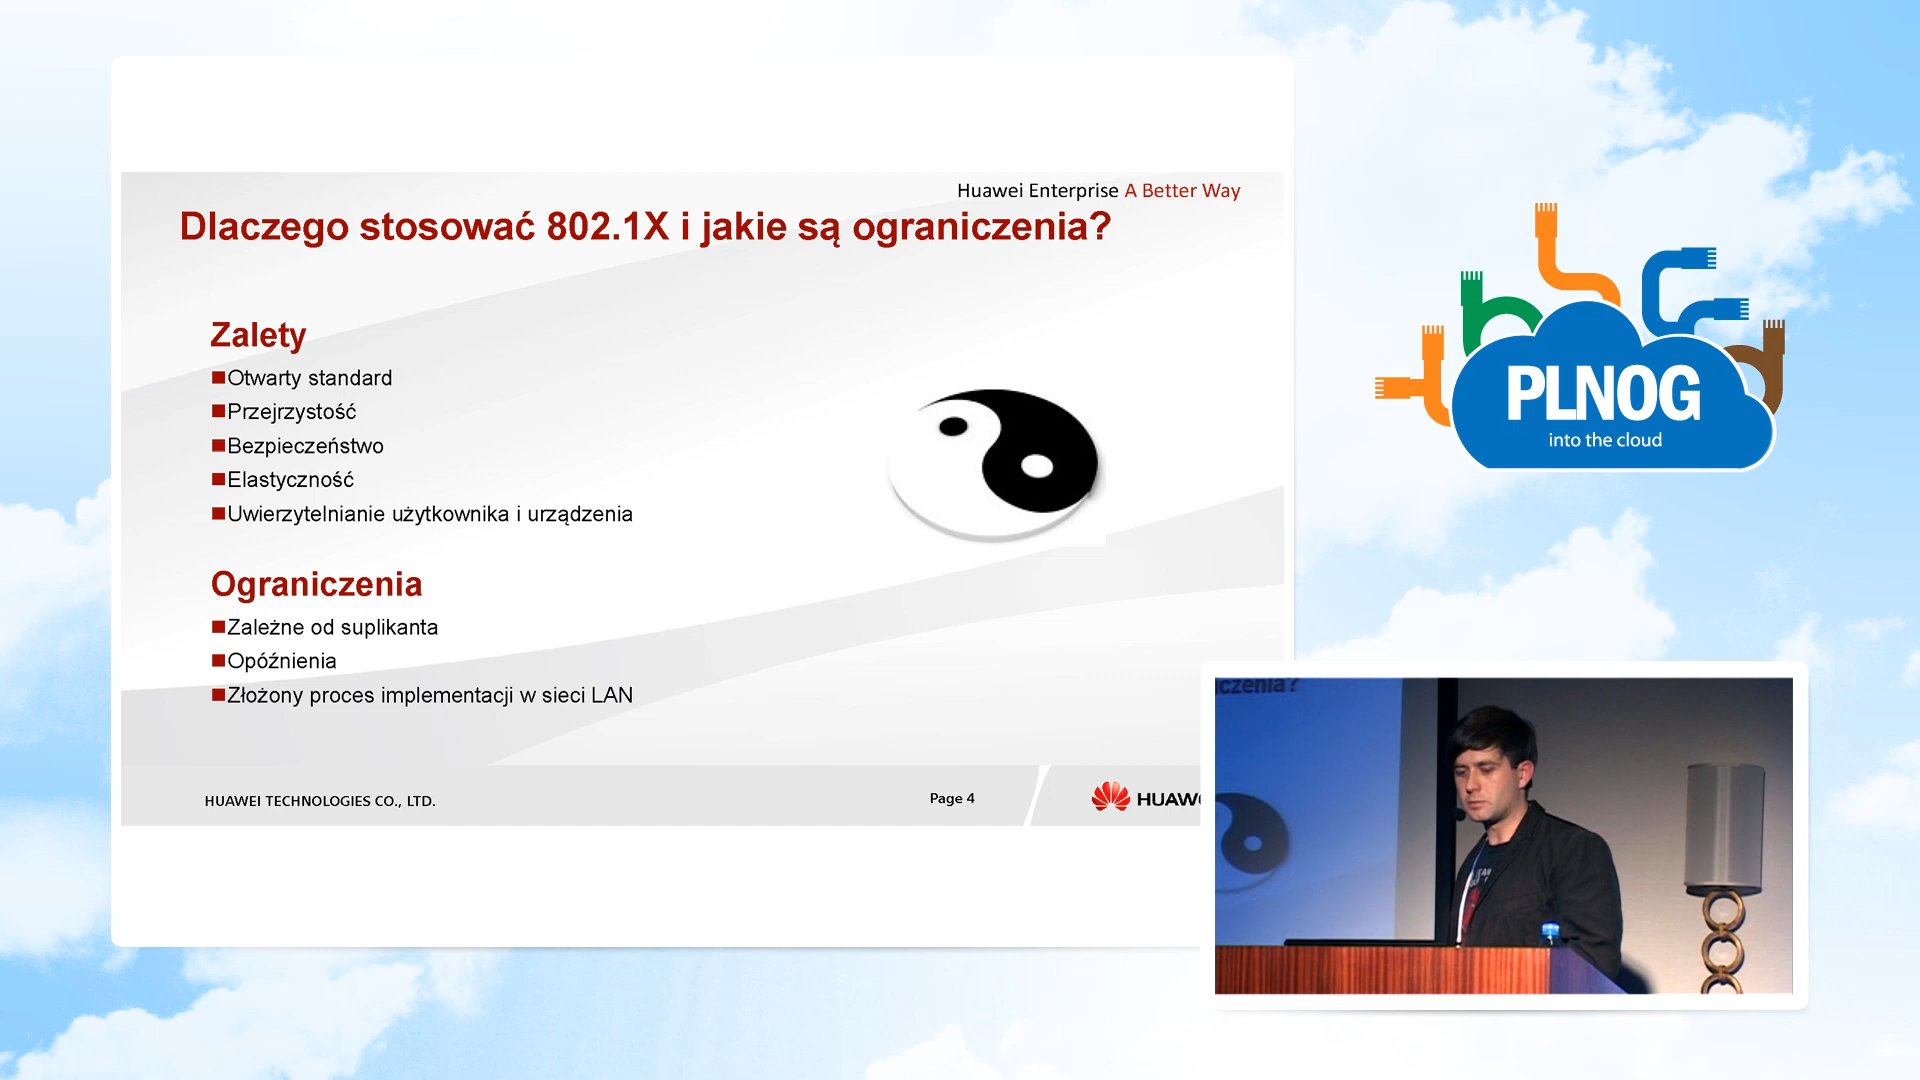 Huawei Enterprise A Better Way
Dlaczego stosować 802.1X i jakie są ograniczenia?
Zalety
Otwarty standard
Przejrzystość
Bezpieczeństwo
Elastyczność
Uwierzytelnianie użytkownika i urządzenia
Ograniczenia
Zależne od suplikanta
Opóźnienia
Złożony proces implementacji w sieci LAN
HUAWEI TECHNOLOGIES CO., LTD.
Page 4
PLNOG
into the cloud